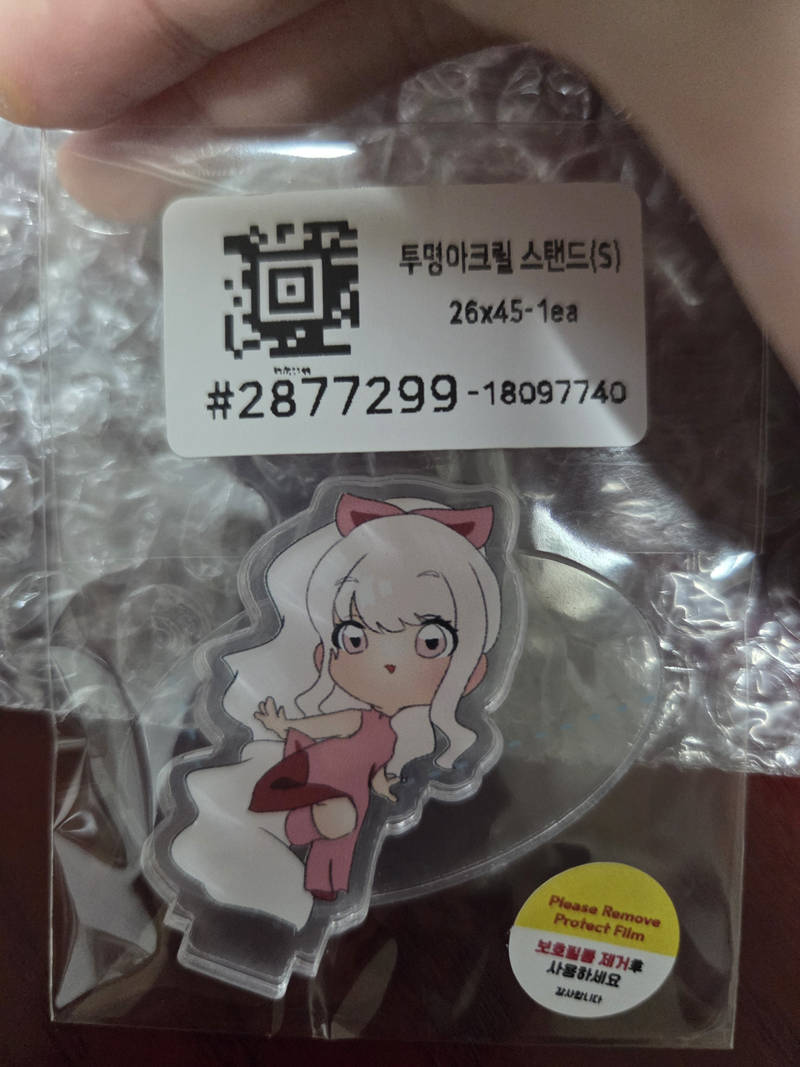 투명아크릴 스탠드(S)
26x45-1ea
#2877299-18097740
Please Remove
Protect Film
보호필름 제거후
사용하세요
감사합니다